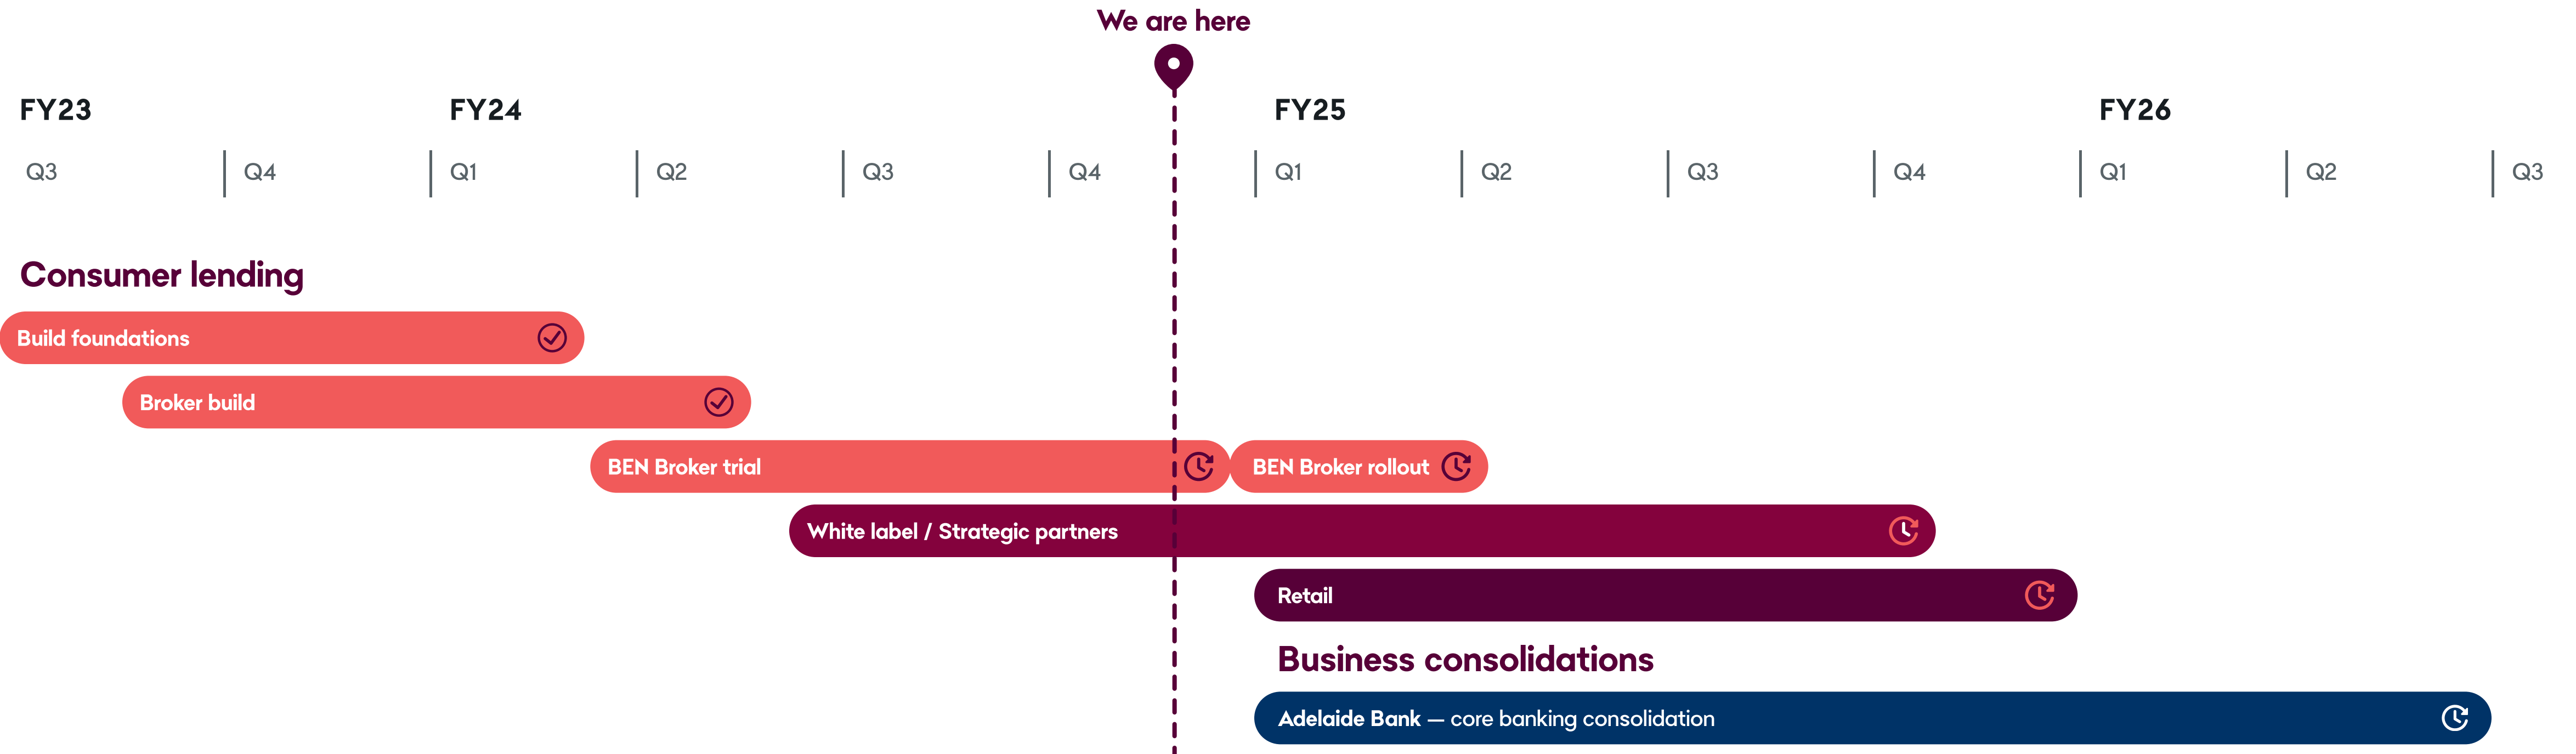 We are here
FY23 FY24 FY25 FY26
Q3 Q4 Q1 Q2 Q3 Q4 Q1 Q2 Q3 Q4 Q1 Q2 Q3
Consumer lending
Build foundations
Broker build
BEN Broker trial BEN Broker rollout
White label / Strategic partners
Retail
Business consolidations
Adelaide Bank — core banking consolidation